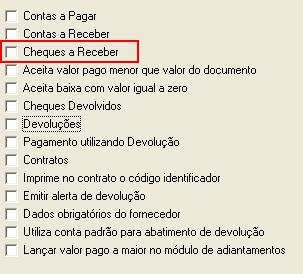 Contas a Pagar
Contas a Receber
Cheques a Receber
Aceita valor pago menor que valor do documento
Aceita baixa com valor igual a zero
Cheques Devolvidos
Devoluções
Pagamento utilizando Devolução
Contratos
Imprime no contrato o código identificador
Emitir alerta de devolução
Dados obrigatórios do fornecedor
Utiliza conta padrão para abatimento de devolução
Lançar valor pago a maior no módulo de adiantamentos